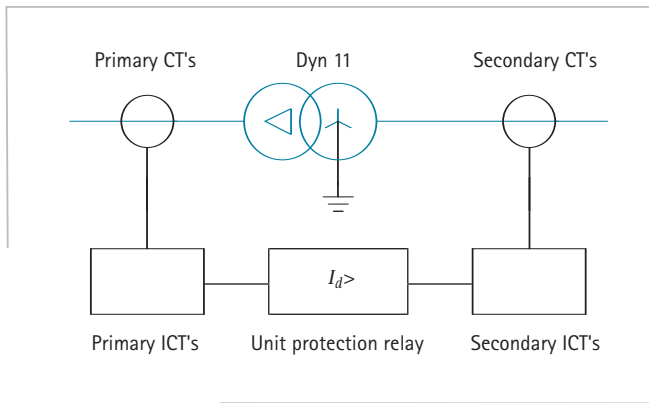 Primary CT's
Dyn 11
Secondary CT's
Id>
Primary ICT's
Unit protection relay
Secondary ICT's